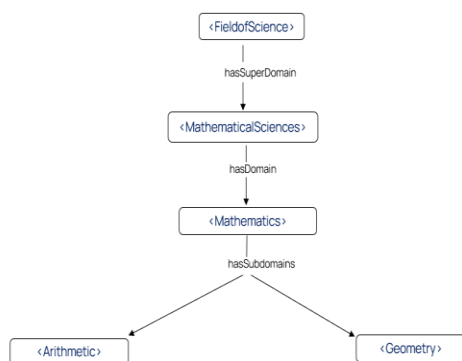 <FieldofScience>
hasSuperDomain
<MathematicalSciences>
hasDomain
<Mathematics>
hasSubdomains
<Arithmetic>
<Geometry>